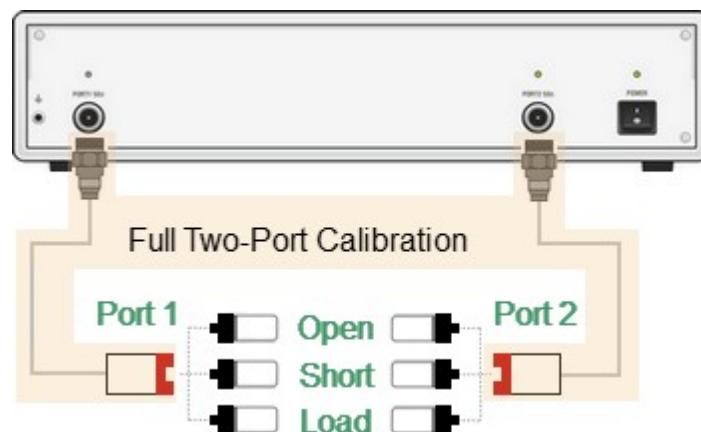 PORT1 50Ω
PORT2 50Ω
POWER
Full Two-Port Calibration
Port 1
Port 2
Open
Short
Load